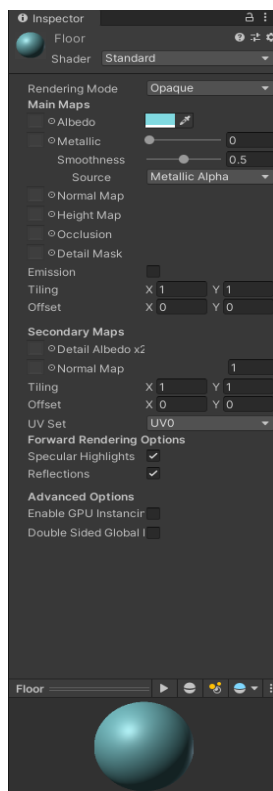 Inspector
Floor
Shader Standard
Rendering Mode Opaque
Main Maps
Albedo
Metallic 0
Smoothness 0.5
Source Metallic Alpha
Normal Map
Height Map
Occlusion
Detail Mask
Emission
Tiling X 1 Y 1
Offset X 0 Y 0
Secondary Maps
Detail Albedo x2
Normal Map 1
Tiling X 1 Y 1
Offset X 0 Y 0
UV Set UV0
Forward Rendering Options
Specular Highlights
Reflections
Advanced Options
Enable GPU Instancin
Double Sided Global I
Floor